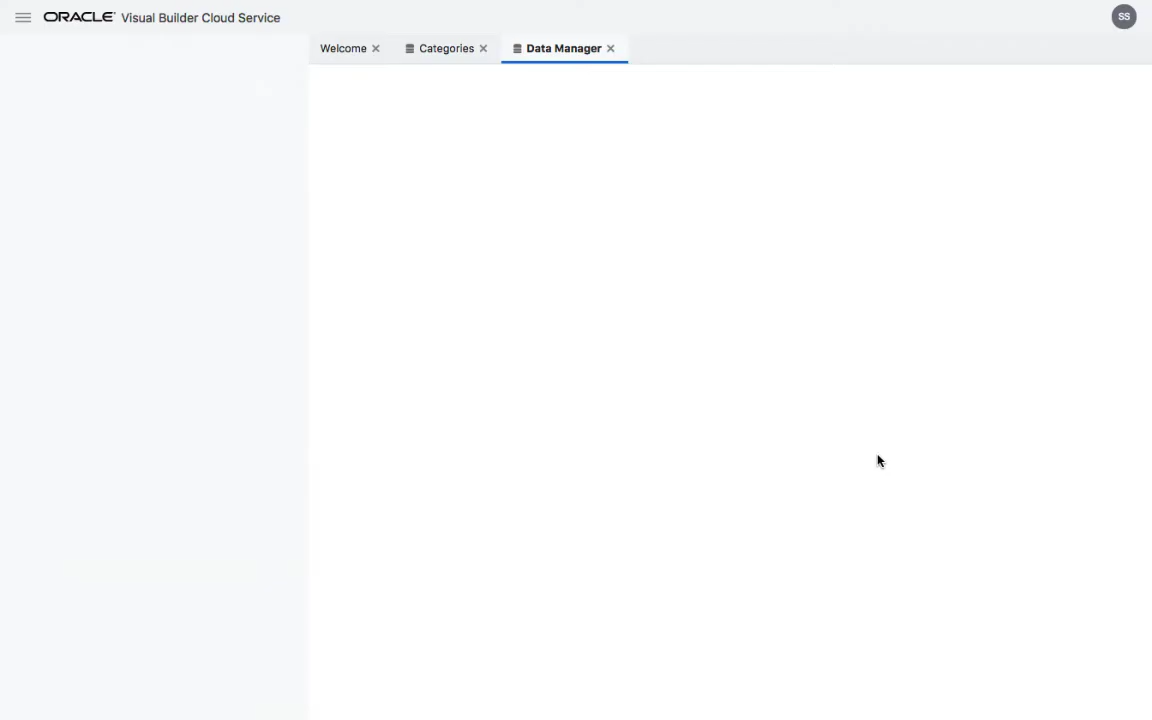 ORACLE Visual Builder Cloud Service
SS
Welcome
Categories
Data Manager